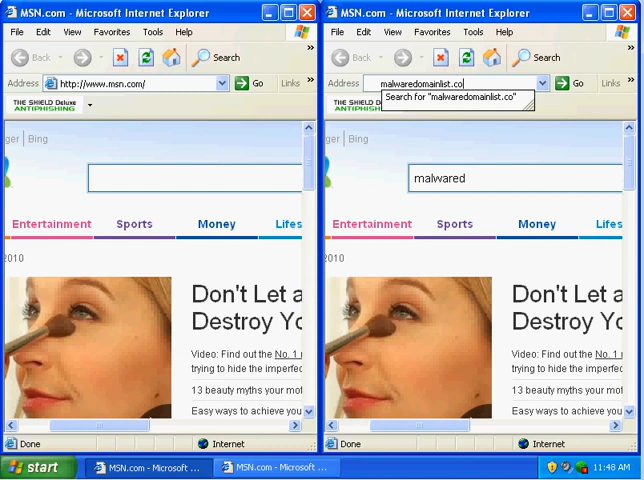 MSN.com - Microsoft Internet Explorer
File Edit View Favorites Tools Help
Back Search
Address http://www.msn.com/ Go Links
THE SHIELD Deluxe
ANTIPHISHING
ger Bing
Entertainment Sports Money Lifes
2010
Don't Let a
Destroy Yo
Video: Find out the No. 1
trying to hide the imperfec
13 beauty myths your mot
Easy ways to achieve you
Done Internet
MSN.com - Microsoft Internet Explorer
File Edit View Favorites Tools Help
Back Search
Address malwaredomainlist.co Go Links
Search for "malwaredomainlist.co"
THE SHIELD Deluxe
ANTIPHISHING
ger Bing
malwared
Entertainment Sports Money Lifes
2010
Don't Let a
Destroy Yo
Video: Find out the No. 1
trying to hide the imperfec
13 beauty myths your mot
Easy ways to achieve you
Done Internet
start MSN.com - Microsoft ... MSN.com - Microsoft ... 11:48 AM